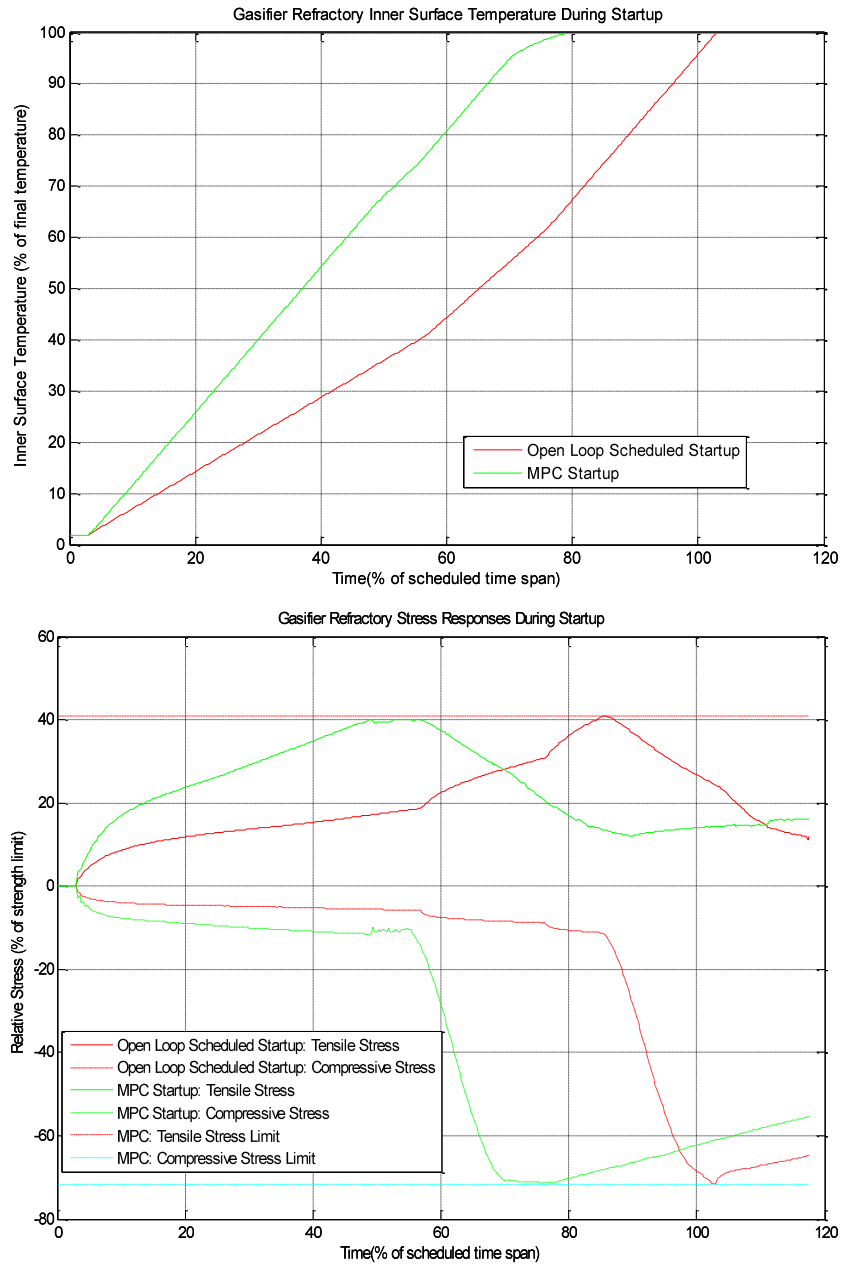 Gasifier Refractory Inner Surface Temperature During Startup
100
90
80
70
60
50
40
30
20
10
0
Inner Surface Temperature (% of final temperature)
Open Loop Scheduled Startup
MPC Startup
0 20 40 60 80 100 120
Time(% of scheduled time span)
Gasifier Refractory Stress Responses During Startup
60
40
20
0
-20
-40
-60
-80
Relative Stress (% of strength limit)
Open Loop Scheduled Startup: Tensile Stress
Open Loop Scheduled Startup: Compressive Stress
MPC Startup: Tensile Stress
MPC Startup: Compressive Stress
MPC: Tensile Stress Limit
MPC: Compressive Stress Limit
0 20 40 60 80 100 120
Time(% of scheduled time span)